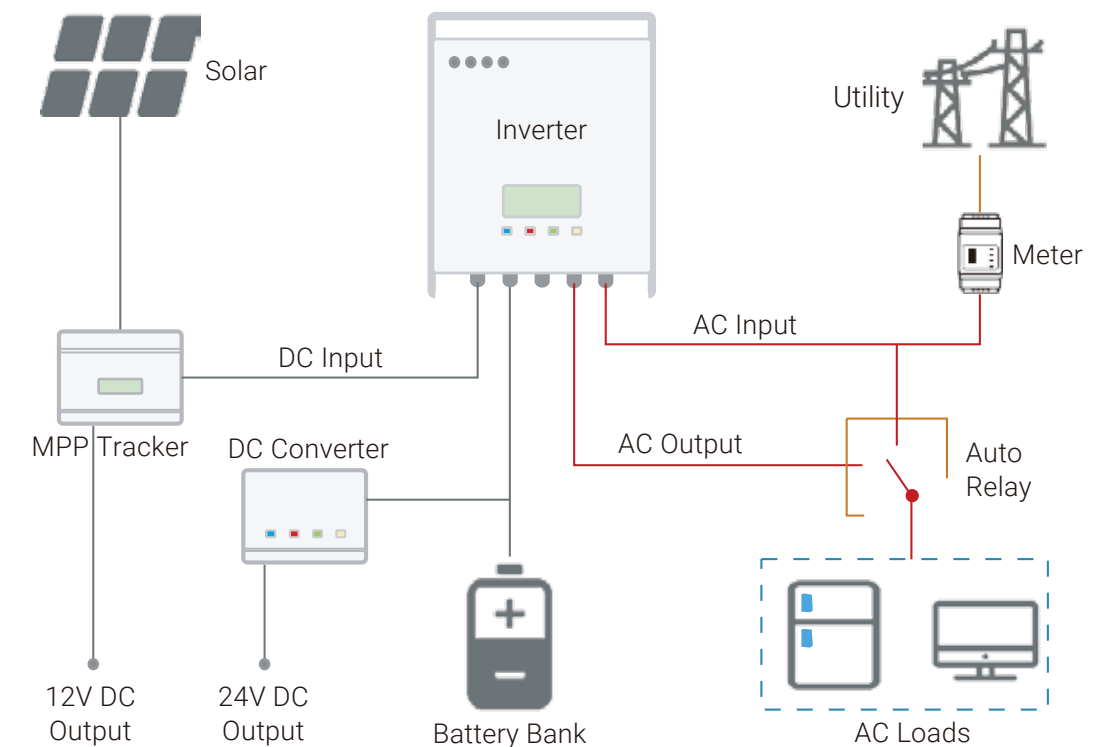 Solar
Inverter
Utility
Meter
AC Input
DC Input
MPP Tracker
DC Converter
AC Output
Auto
Relay
12V DC
Output
24V DC
Output
Battery Bank
AC Loads